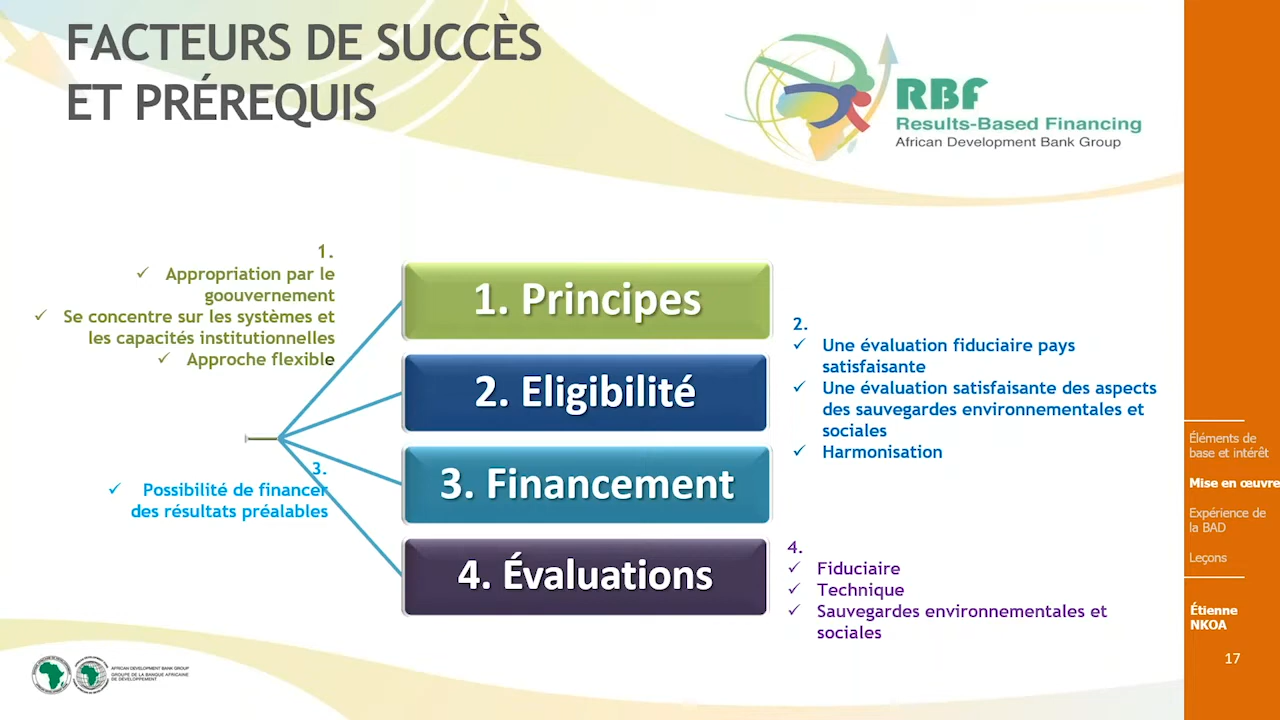 FACTEURS DE SUCCÈS
ET PRÉREQUIS
RBF
Results-Based Financing
African Development Bank Group
1.
✓ Appropriation par le
goouvernement
✓ Se concentre sur les systèmes et
les capacités institutionnelles
✓ Approche flexible
1. Principes
2. Eligibilité
3. Financement
4. Évaluations
2.
✓ Une évaluation fiduciaire pays
satisfaisante
✓ Une évaluation satisfaisante des aspects
des sauvegardes environnementales et
sociales
✓ Harmonisation
3.
✓ Possibilité de financer
des résultats préalables
4.
✓ Fiduciaire
✓ Technique
✓ Sauvegardes environnementales et
sociales
Éléments de
base et intérêt
Mise en œuvre
Expérience de
la BAD
Leçons
Étienne
NKOA
17
AFRICAN DEVELOPMENT BANK GROUP
GROUPE DE LA BANQUE AFRICAINE
DE DÉVELOPPEMENT